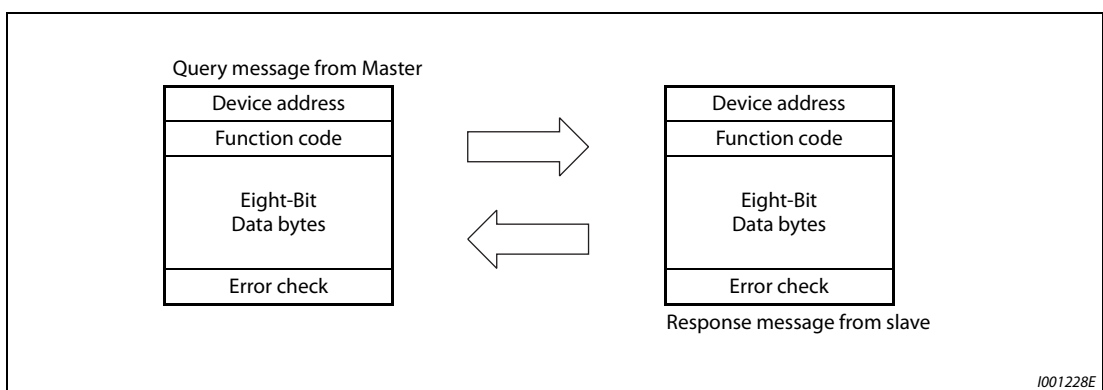 Query message from Master
Device address
Function code
Eight-Bit
Data bytes
Error check
Device address
Function code
Eight-Bit
Data bytes
Error check
Response message from slave
I001228E